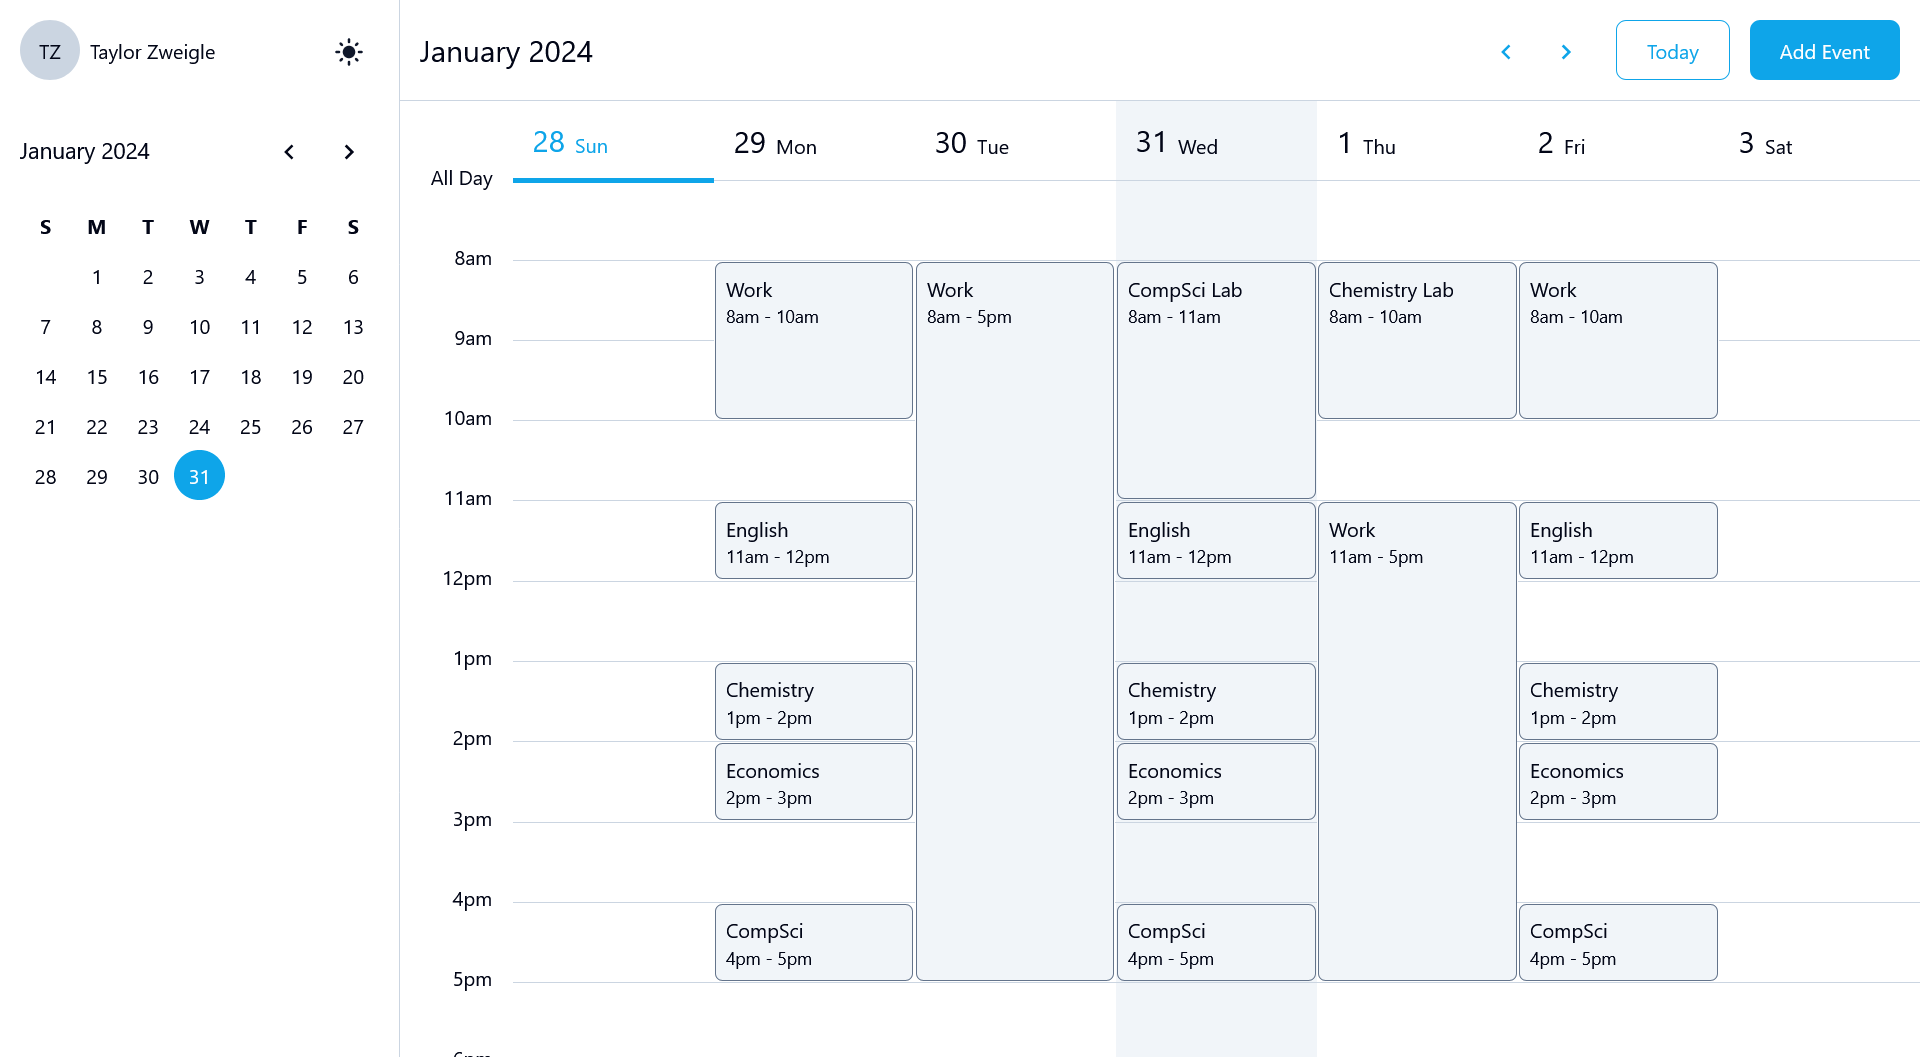 TZ
Taylor Zweigle
January 2024
S M T W T F S
1 2 3 4 5 6
7 8 9 10 11 12 13
14 15 16 17 18 19 20
21 22 23 24 25 26 27
28 29 30 31
January 2024
Today
Add Event
28 Sun
29 Mon
30 Tue
31 Wed
1 Thu
2 Fri
3 Sat
All Day
8am
9am
10am
11am
12pm
1pm
2pm
3pm
4pm
5pm
6pm
Work
8am - 10am
English
11am - 12pm
Chemistry
1pm - 2pm
Economics
2pm - 3pm
CompSci
4pm - 5pm
Work
8am - 5pm
CompSci Lab
8am - 11am
English
11am - 12pm
Chemistry
1pm - 2pm
Economics
2pm - 3pm
CompSci
4pm - 5pm
Chemistry Lab
8am - 10am
Work
11am - 5pm
Work
8am - 10am
English
11am - 12pm
Chemistry
1pm - 2pm
Economics
2pm - 3pm
CompSci
4pm - 5pm